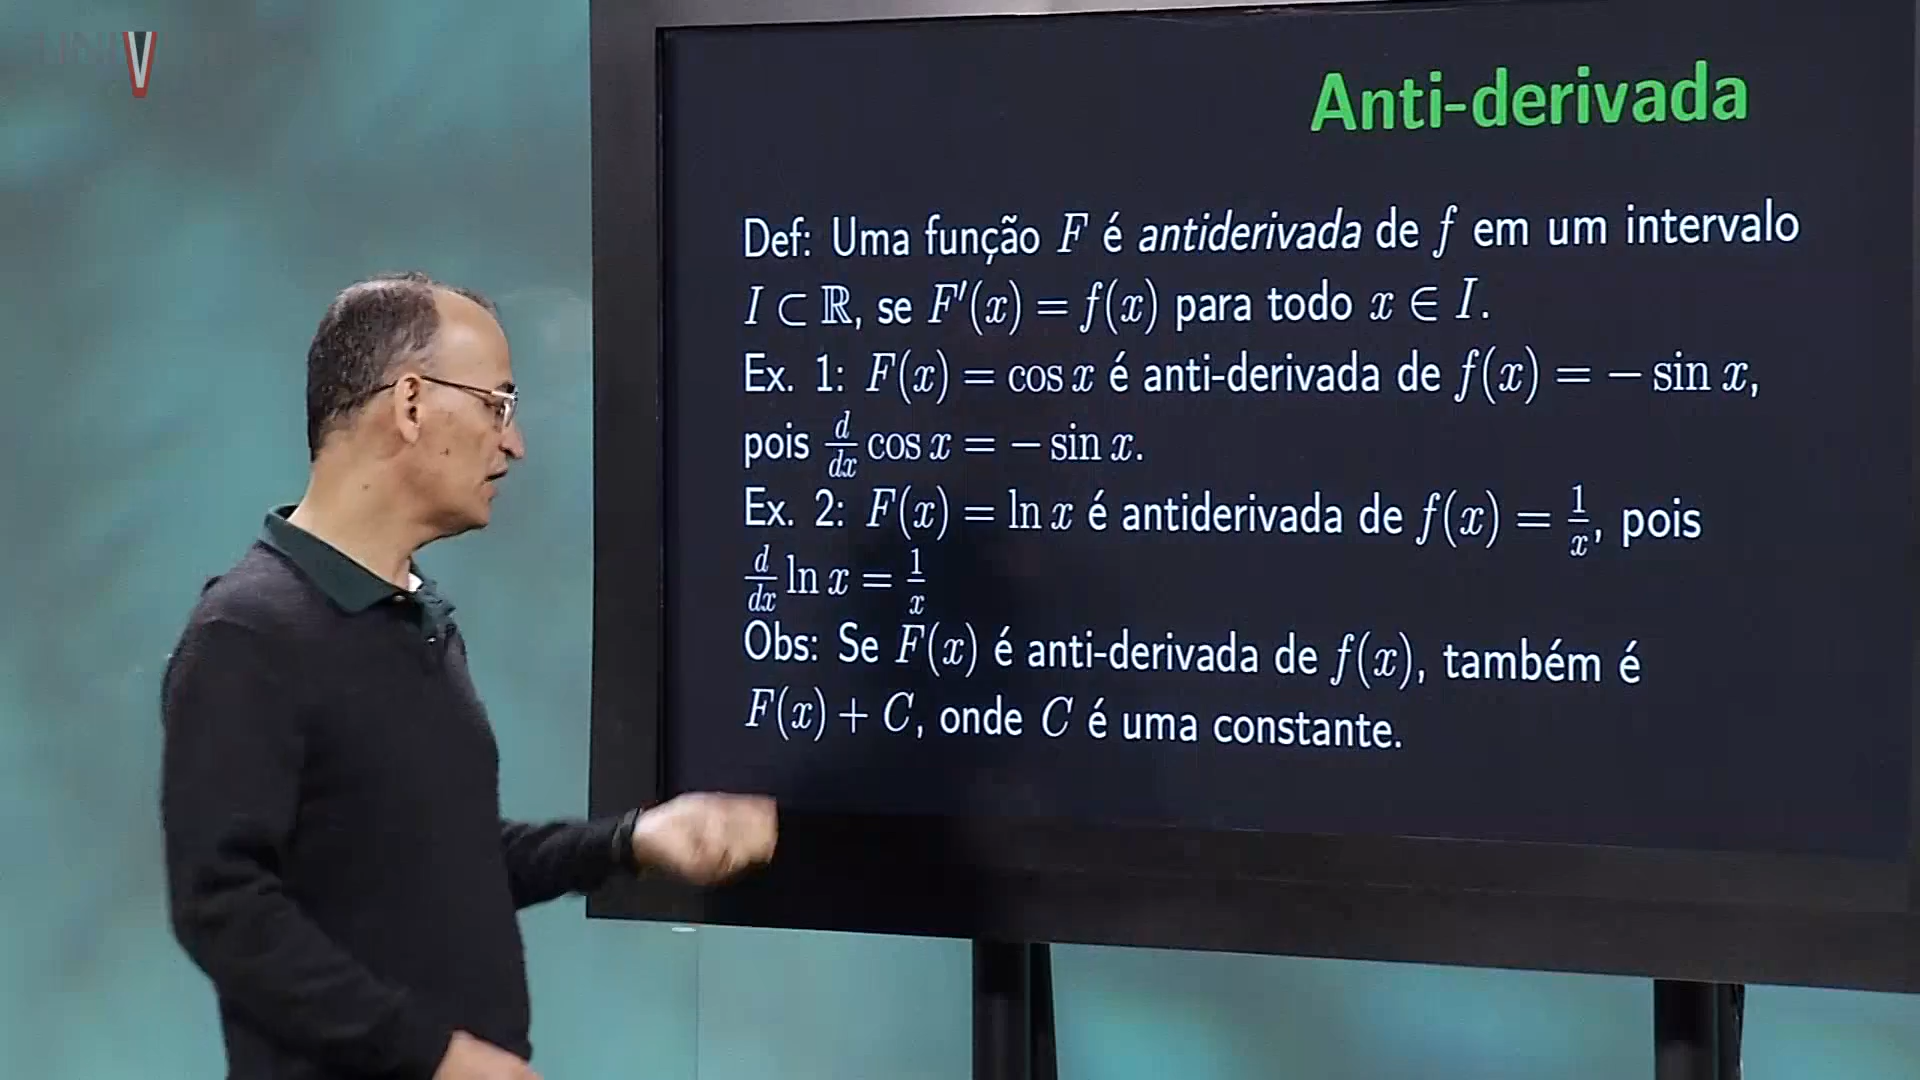 V
Anti-derivada
Def: Uma função F é antiderivada de f em um intervalo
I ⊂ ℝ, se F′(x) = f(x) para todo x ∈ I.
Ex. 1: F(x) = cos x é anti-derivada de f(x) = − sin x,
pois d/dx cos x = − sin x.
Ex. 2: F(x) = ln x é antiderivada de f(x) = 1/x, pois
d/dx ln x = 1/x
Obs: Se F(x) é anti-derivada de f(x), também é
F(x) + C, onde C é uma constante.